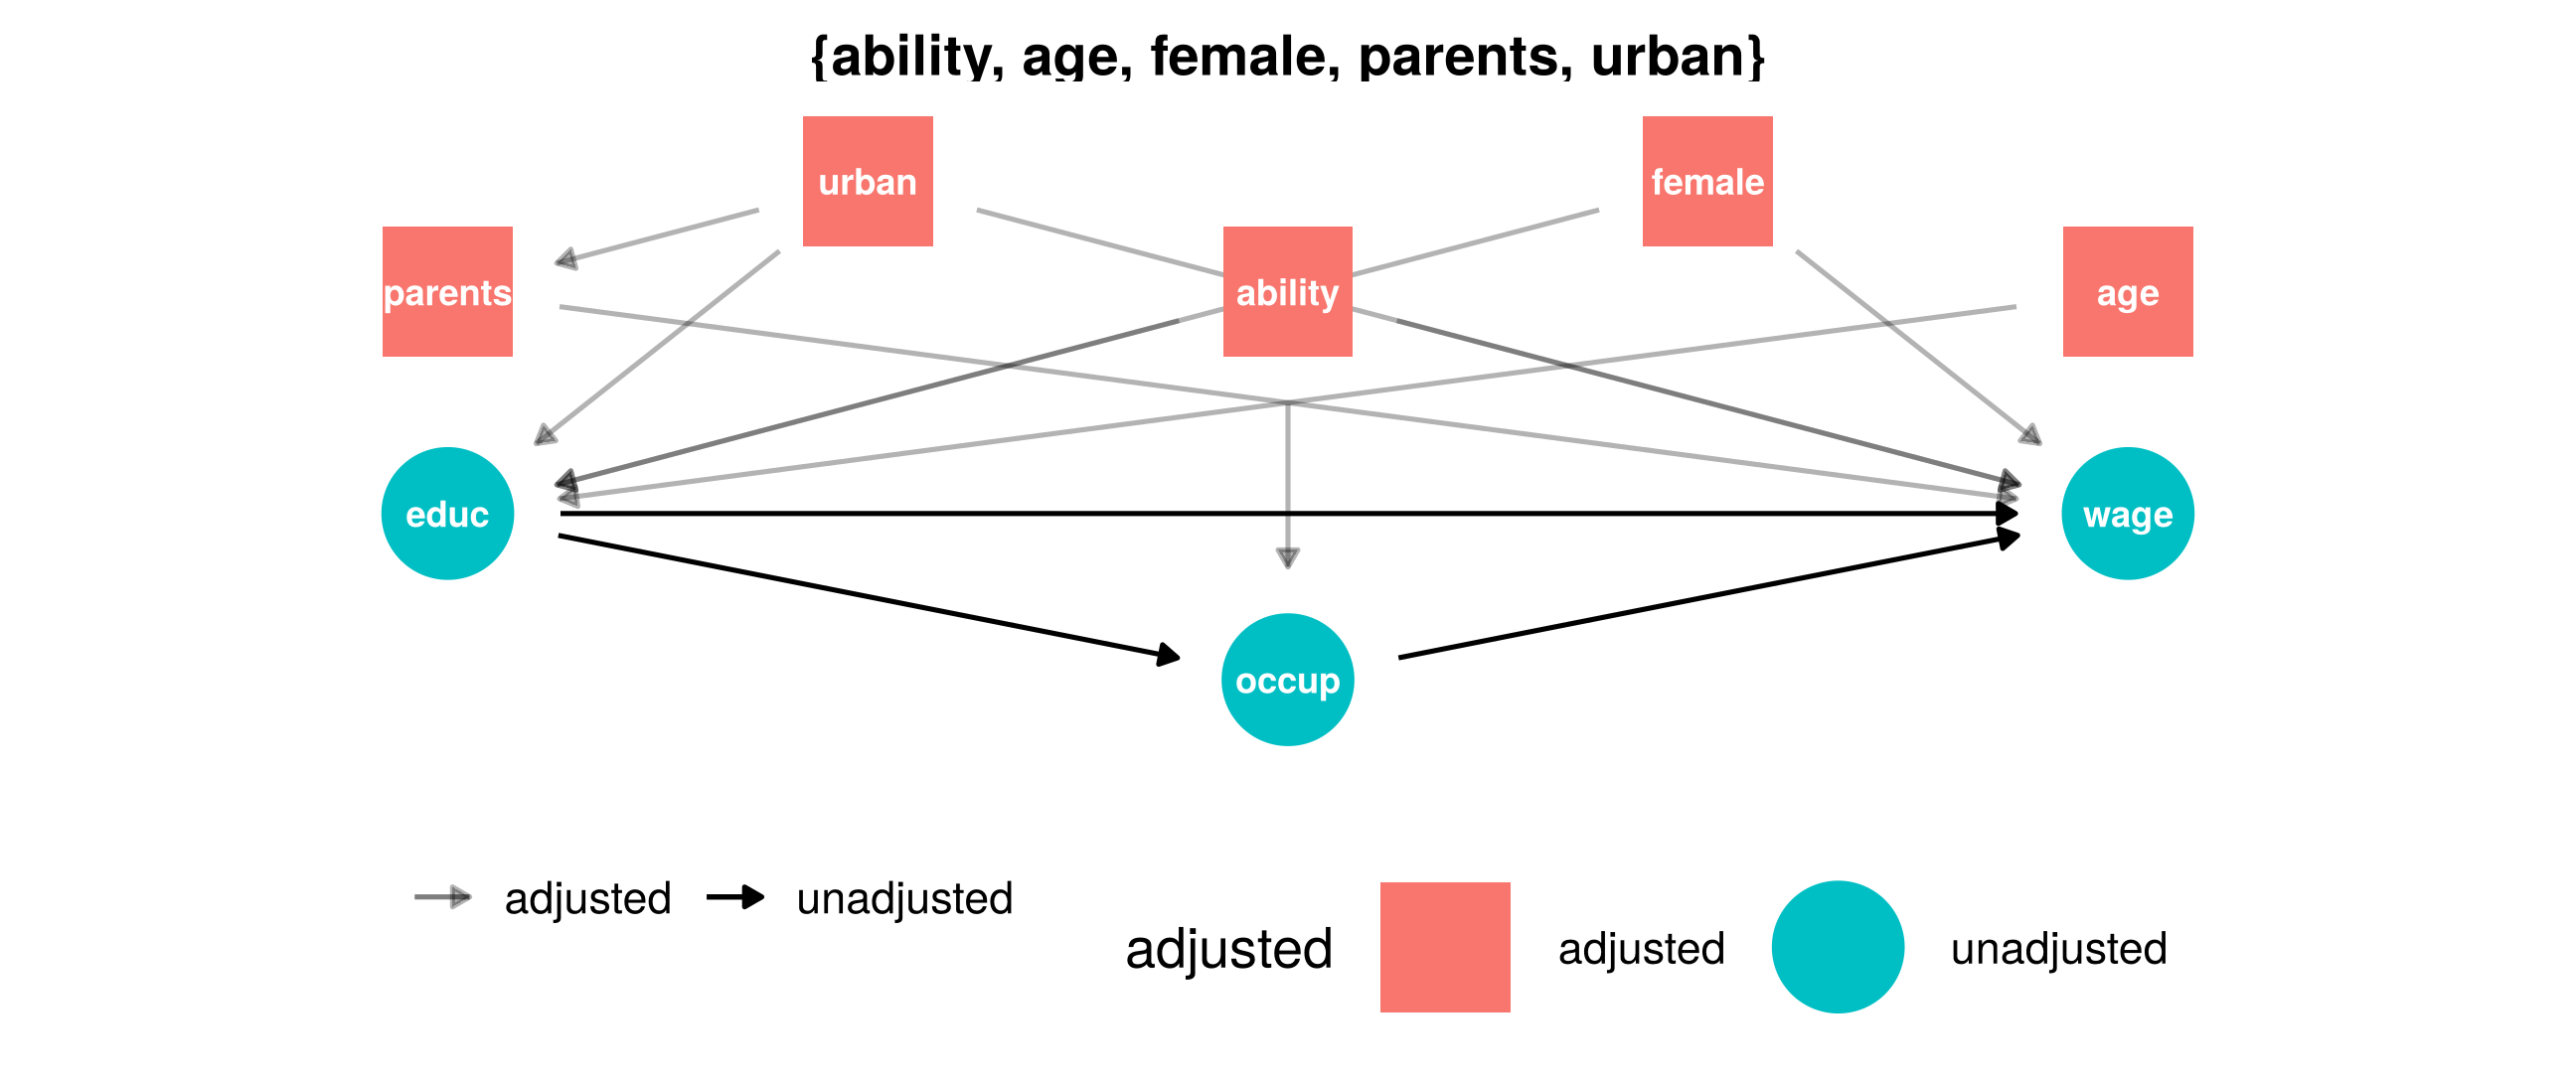 {ability, age, female, parents, urban}
urban
female
parents
ability
age
educ
wage
occup
adjusted
unadjusted
adjusted
adjusted
unadjusted